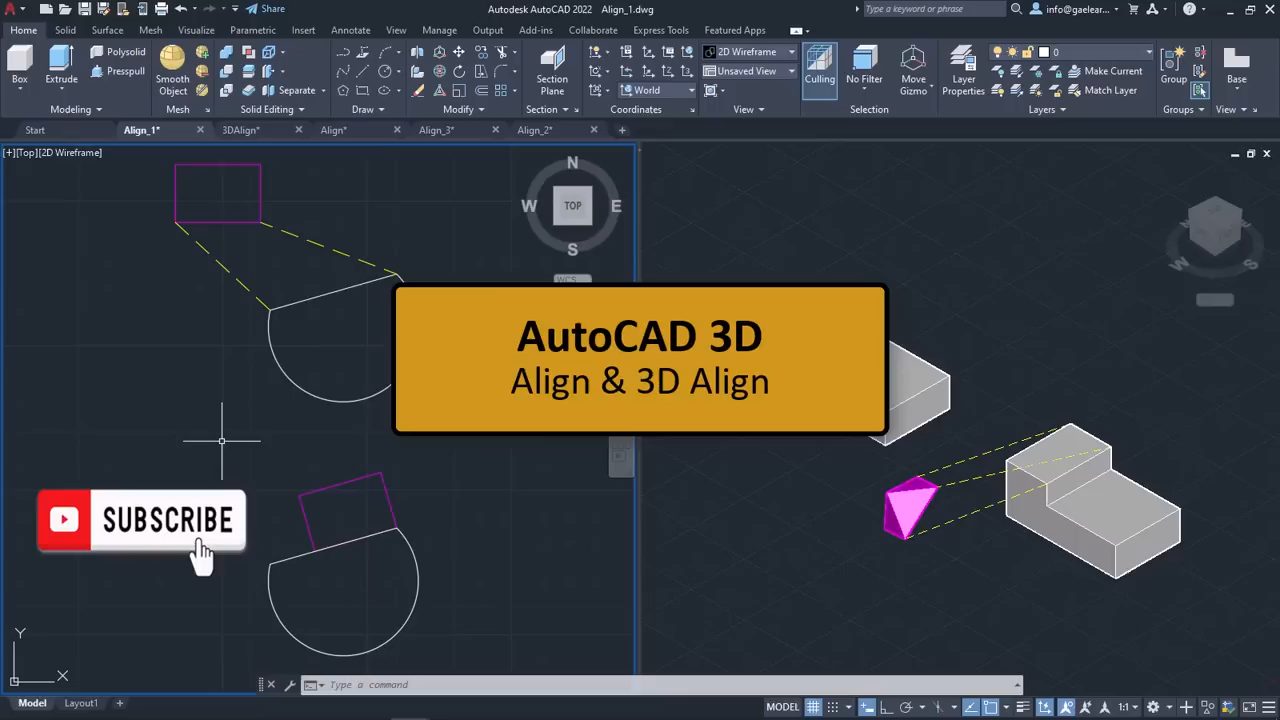 Share
Autodesk AutoCAD 2022 Align_1.dwg
Type a keyword or phrase
info@gaelear...
Home Solid Surface Mesh Visualize Parametric Insert Annotate View Manage Output Add-ins Collaborate Express Tools Featured Apps
Box
Extrude
Polysolid
Presspull
Smooth
Object
Separate
Section
Plane
World
2D Wireframe
Unsaved View
Culling
No Filter
Move
Gizmo
Layer
Properties
0
Make Current
Match Layer
Group
Base
Modeling Mesh Solid Editing Draw Modify Section Coordinates View Selection Layers Groups View
Start Align_1* 3DAlign* Align* Align_3* Align_2*
[+][Top][2D Wireframe]
N
W TOP E
S
WCS
W S
AutoCAD 3D
Align & 3D Align
SUBSCRIBE
Y
X
Type a command
Model Layout1
MODEL
1:1